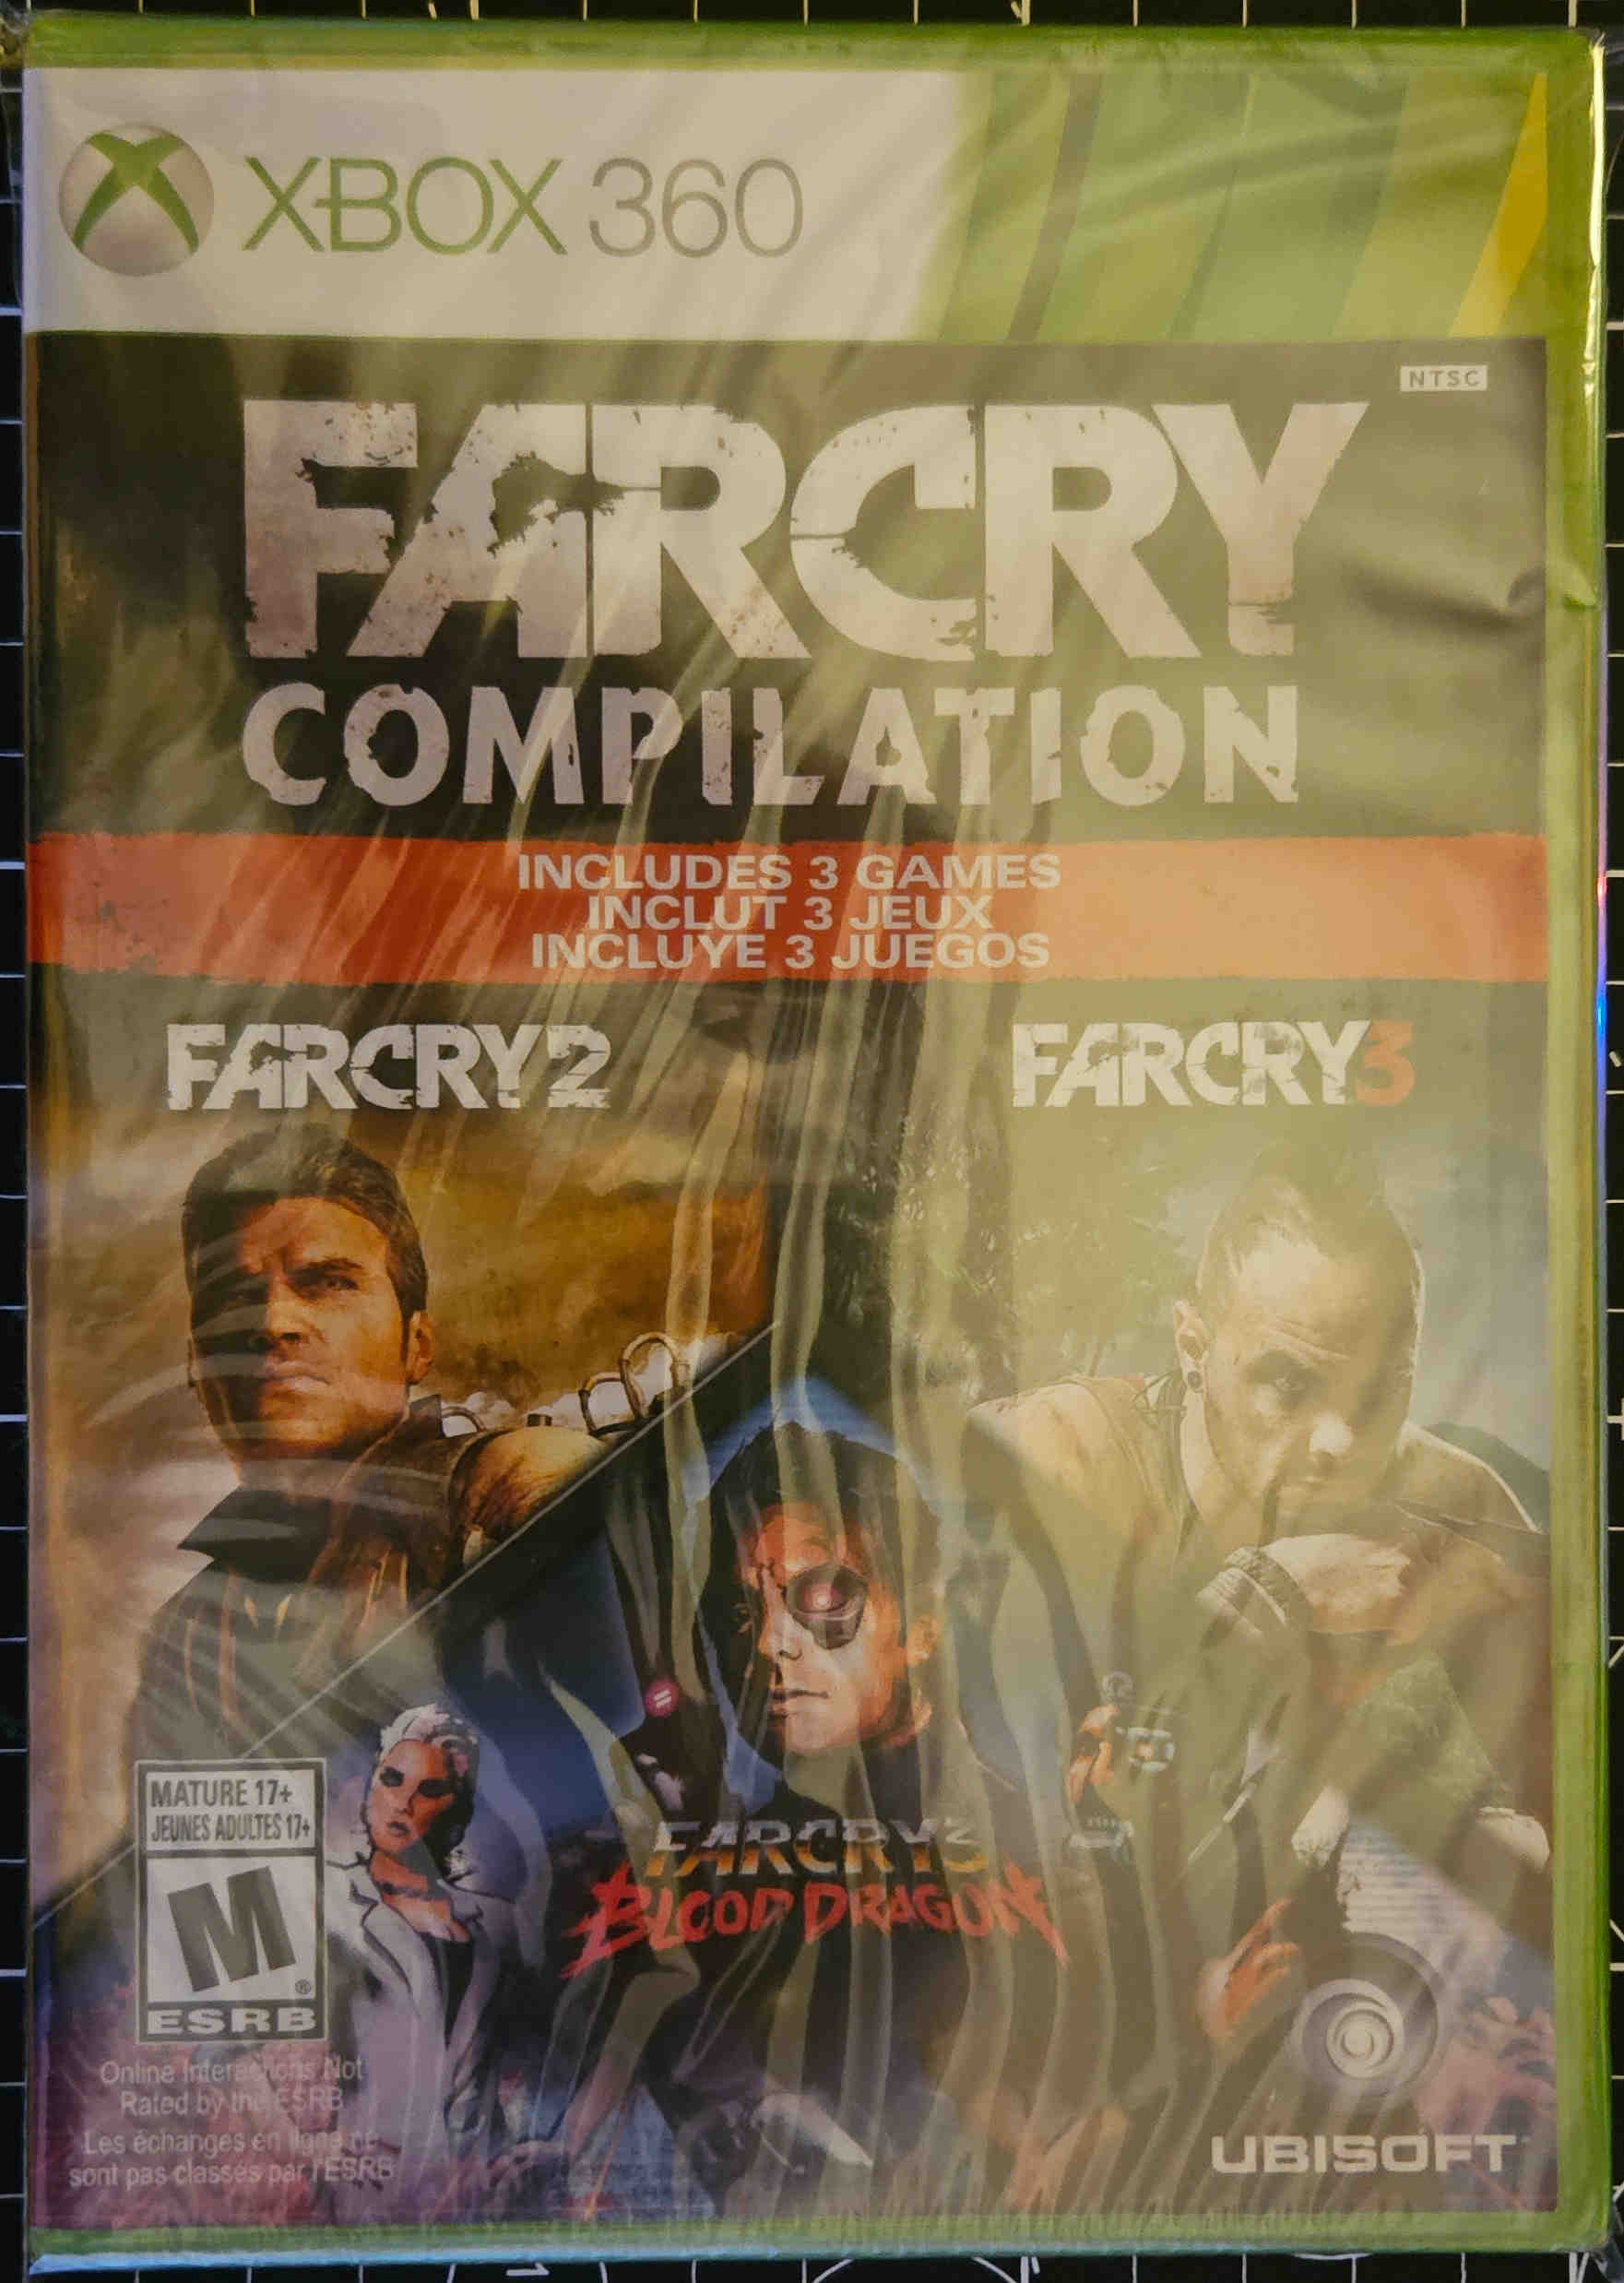 XBOX 360
NTSC
FARCRY
COMPILATION
INCLUDES 3 GAMES
INCLUT 3 JEUX
INCLUYE 3 JUEGOS
FARCRY2
FARCRY3
FARCRY3
BLOOD DRAGON
MATURE 17+
JEUNES ADULTES 17+
M
®
ESRB
Online Interactions Not
Rated by the ESRB
Les échanges en ligne ne
sont pas classés par l'ESRB
UBISOFT